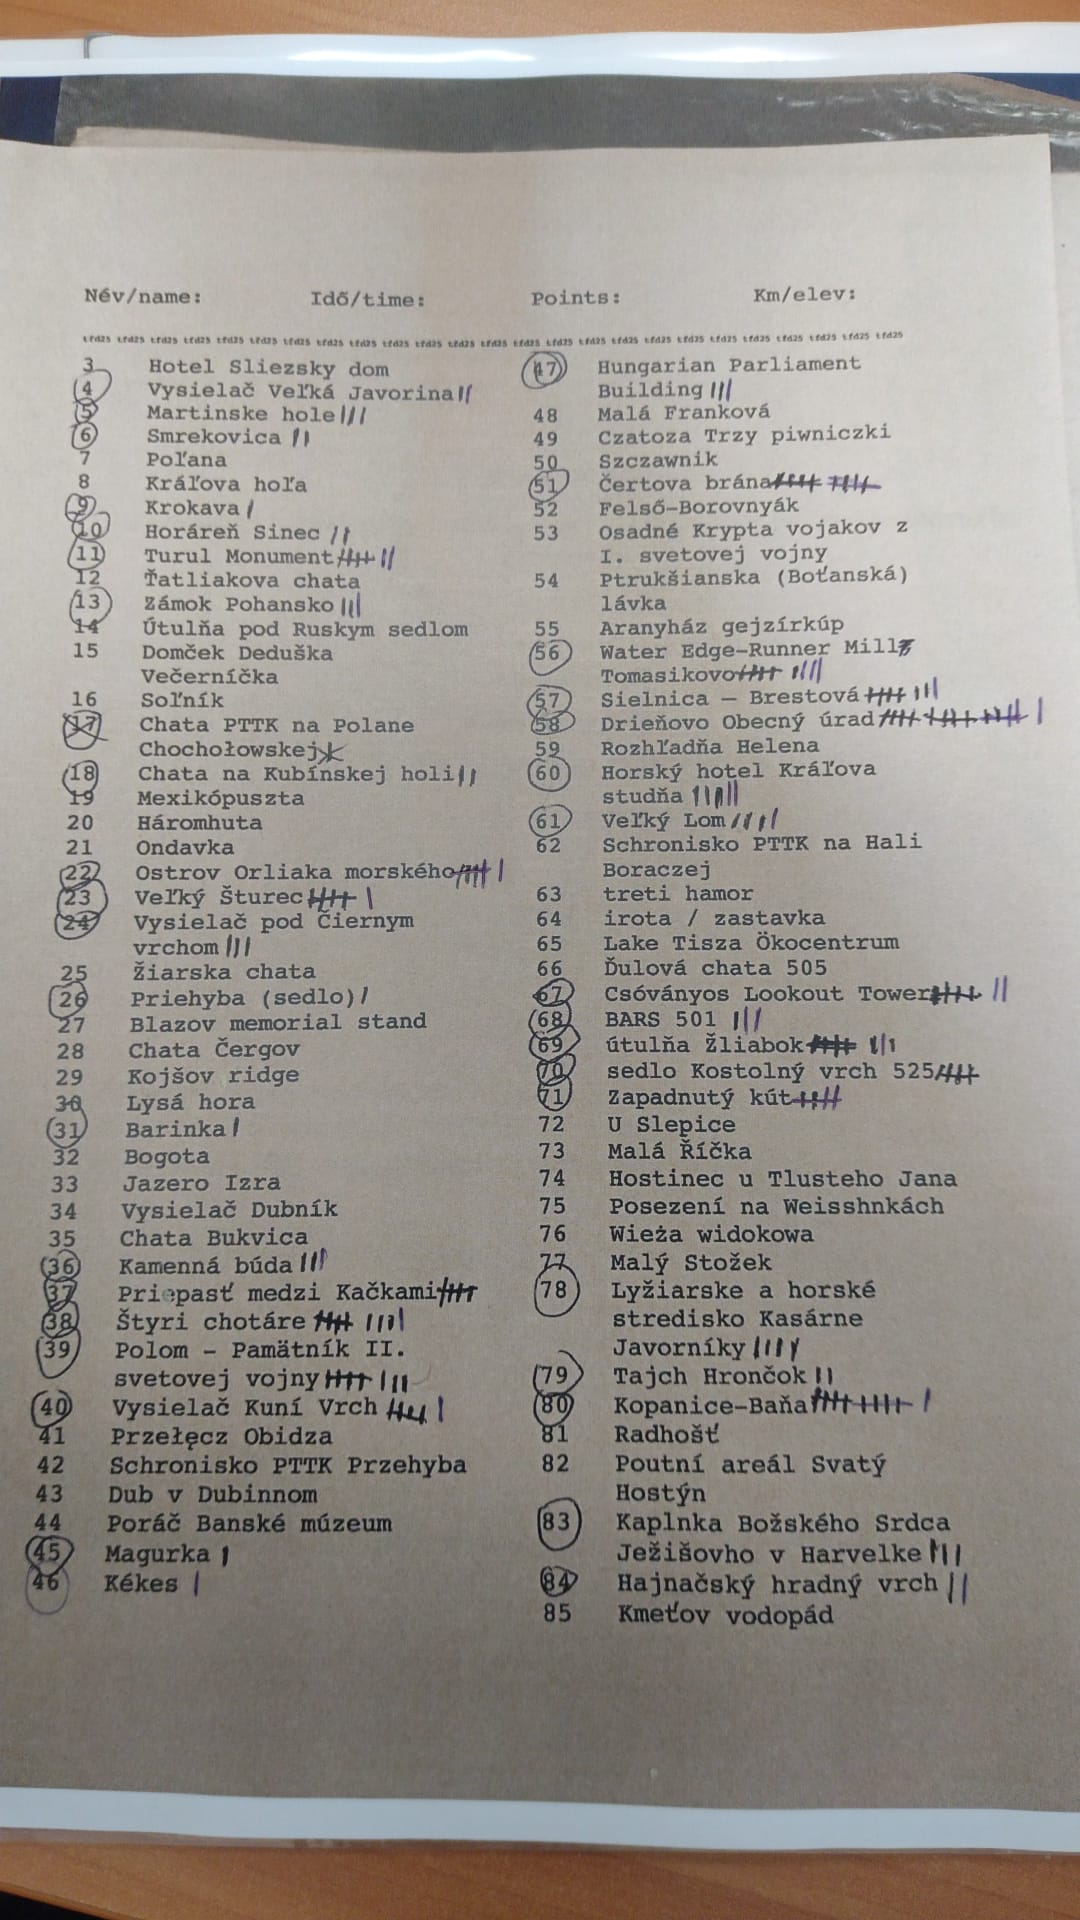 Név/name: Idő/time: Points: Km/elev:
tfd25 tfd25 tfd25 tfd25 tfd25 tfd25 tfd25 tfd25 tfd25 tfd25 tfd25 tfd25 tfd25 tfd25 tfd25 tfd25 tfd25 tfd25 tfd25 tfd25 tfd25 tfd25 tfd25 tfd25 tfd25
3 Hotel Sliezsky dom
4 Vysielač Veľká Javorina
5 Martinske hole
6 Smrekovica
7 Poľana
8 Kráľova hoľa
9 Krokava
10 Horáreň Sinec
11 Turul Monument
12 Ťatliakova chata
13 Zámok Pohansko
14 Útulňa pod Ruskym sedlom
15 Domček Deduška
Večerníčka
16 Soľník
17 Chata PTTK na Polane
Chochołowskej
18 Chata na Kubínskej holi
19 Mexikópuszta
20 Háromhuta
21 Ondavka
22 Ostrov Orliaka morského
23 Veľký Šturec
24 Vysielač pod Čiernym
vrchom
25 Žiarska chata
26 Priehyba (sedlo)
27 Blazov memorial stand
28 Chata Čergov
29 Kojšov ridge
30 Lysá hora
31 Barinka
32 Bogota
33 Jazero Izra
34 Vysielač Dubník
35 Chata Bukvica
36 Kamenná búda
37 Priepasť medzi Kačkami
38 Štyri chotáre
39 Polom - Pamätník II.
svetovej vojny
40 Vysielač Kuní Vrch
41 Przełęcz Obidza
42 Schronisko PTTK Przehyba
43 Dub v Dubinnom
44 Poráč Banské múzeum
45 Magurka
46 Kékes
47 Hungarian Parliament
Building
48 Malá Franková
49 Czatoza Trzy piwniczki
50 Szczawnik
51 Čertova brána
52 Felső-Borovnyák
53 Osadné Krypta vojakov z
I. svetovej vojny
54 Ptrukšianska (Boťanská)
lávka
55 Aranyház gejzírkúp
56 Water Edge-Runner Mill
Tomasikovo
57 Sielnica – Brestová
58 Drieňovo Obecný úrad
59 Rozhľadňa Helena
60 Horský hotel Kráľova
studňa
61 Veľký Lom
62 Schronisko PTTK na Hali
Boraczej
63 treti hamor
64 irota / zastavka
65 Lake Tisza Ökocentrum
66 Ďulová chata 505
67 Csóványos Lookout Tower
68 BARS 501
69 útulňa Žliabok
70 sedlo Kostolný vrch 525
71 Zapadnutý kút
72 U Slepice
73 Malá Říčka
74 Hostinec u Tlusteho Jana
75 Posezení na Weisshnkách
76 Wieża widokowa
77 Malý Stožek
78 Lyžiarske a horské
stredisko Kasárne
Javorníky
79 Tajch Hrončok
80 Kopanice-Baňa
81 Radhošť
82 Poutní areál Svatý
Hostýn
83 Kaplnka Božského Srdca
Ježišovho v Harvelke
84 Hajnačský hradný vrch
85 Kmeťov vodopád